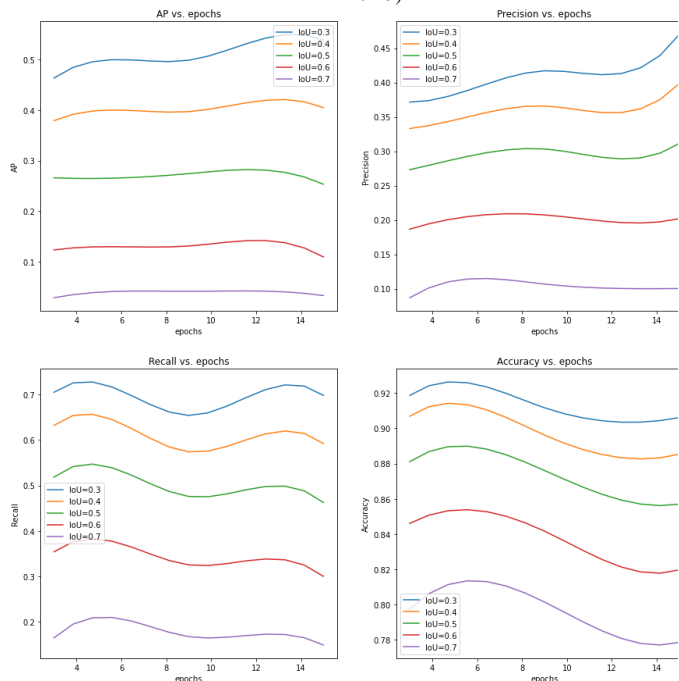 AP vs. epochs
IoU=0.3
IoU=0.4
IoU=0.5
IoU=0.6
IoU=0.7
0.5
0.4
0.3
0.2
0.1
AP
4 6 8 10 12 14
epochs
Precision vs. epochs
IoU=0.3
IoU=0.4
IoU=0.5
IoU=0.6
IoU=0.7
0.45
0.40
0.35
0.30
0.25
0.20
0.15
0.10
Precision
4 6 8 10 12 14
epochs
Recall vs. epochs
0.7
0.6
0.5
0.4
0.3
0.2
Recall
IoU=0.3
IoU=0.4
IoU=0.5
IoU=0.6
IoU=0.7
4 6 8 10 12 14
epochs
Accuracy vs. epochs
0.92
0.90
0.88
0.86
0.84
0.82
0.80
0.78
Accuracy
IoU=0.3
IoU=0.4
IoU=0.5
IoU=0.6
IoU=0.7
4 6 8 10 12 14
epochs